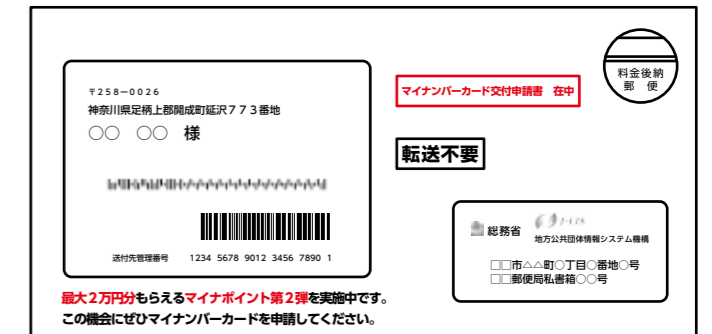 料金後納
郵 便
〒258-0026
神奈川県足柄上郡開成町延沢773番地
○○ ○○ 様
マイナンバーカード交付申請書 在中
転送不要
送付先管理番号 1234 5678 9012 3456 7890 1
総務省
地方公共団体情報システム機構
□□市△△町○丁目○番地○号
□□郵便局私書箱○○号
最大2万円分もらえるマイナポイント第2弾を実施中です。
この機会にぜひマイナンバーカードを申請してください。